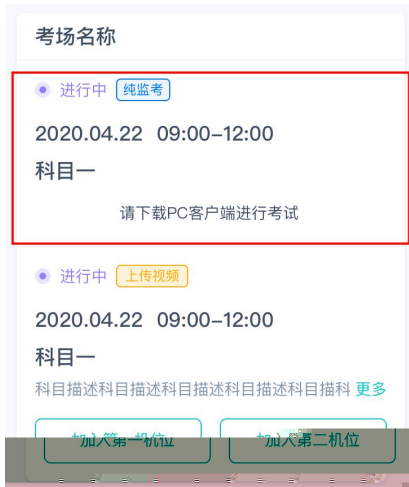 考场名称
进行中 纯监考
2020.04.22 09:00–12:00
科目一
请下载PC客户端进行考试
进行中 上传视频
2020.04.22 09:00–12:00
科目一
科目描述科目描述科目描述科目描述科目描科 更多
加入第一机位 加入第二机位